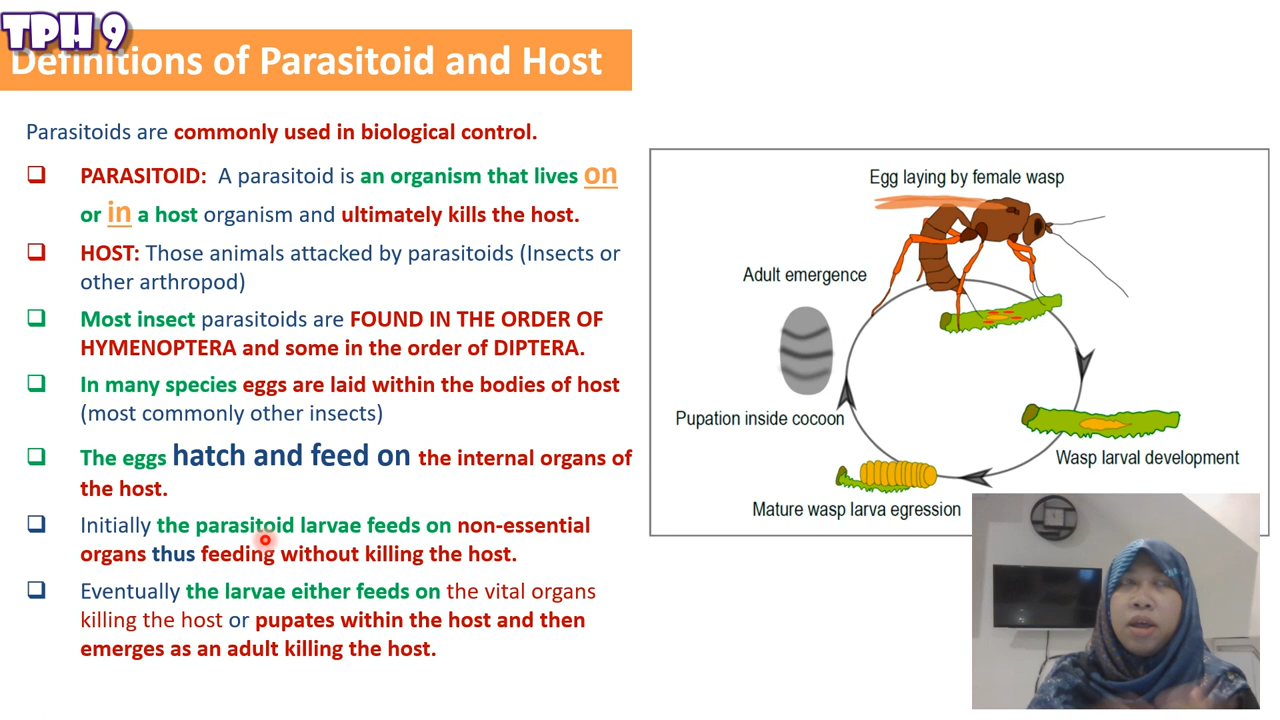 TPH 9
Definitions of Parasitoid and Host
Parasitoids are commonly used in biological control.
PARASITOID: A parasitoid is an organism that lives on
or in a host organism and ultimately kills the host.
HOST: Those animals attacked by parasitoids (Insects or
other arthropod)
Most insect parasitoids are FOUND IN THE ORDER OF
HYMENOPTERA and some in the order of DIPTERA.
In many species eggs are laid within the bodies of host
(most commonly other insects)
The eggs hatch and feed on the internal organs of
the host.
Initially the parasitoid larvae feeds on non-essential
organs thus feeding without killing the host.
Eventually the larvae either feeds on the vital organs
killing the host or pupates within the host and then
emerges as an adult killing the host.
Egg laying by female wasp
Adult emergence
Pupation inside cocoon
Wasp larval development
Mature wasp larva egression